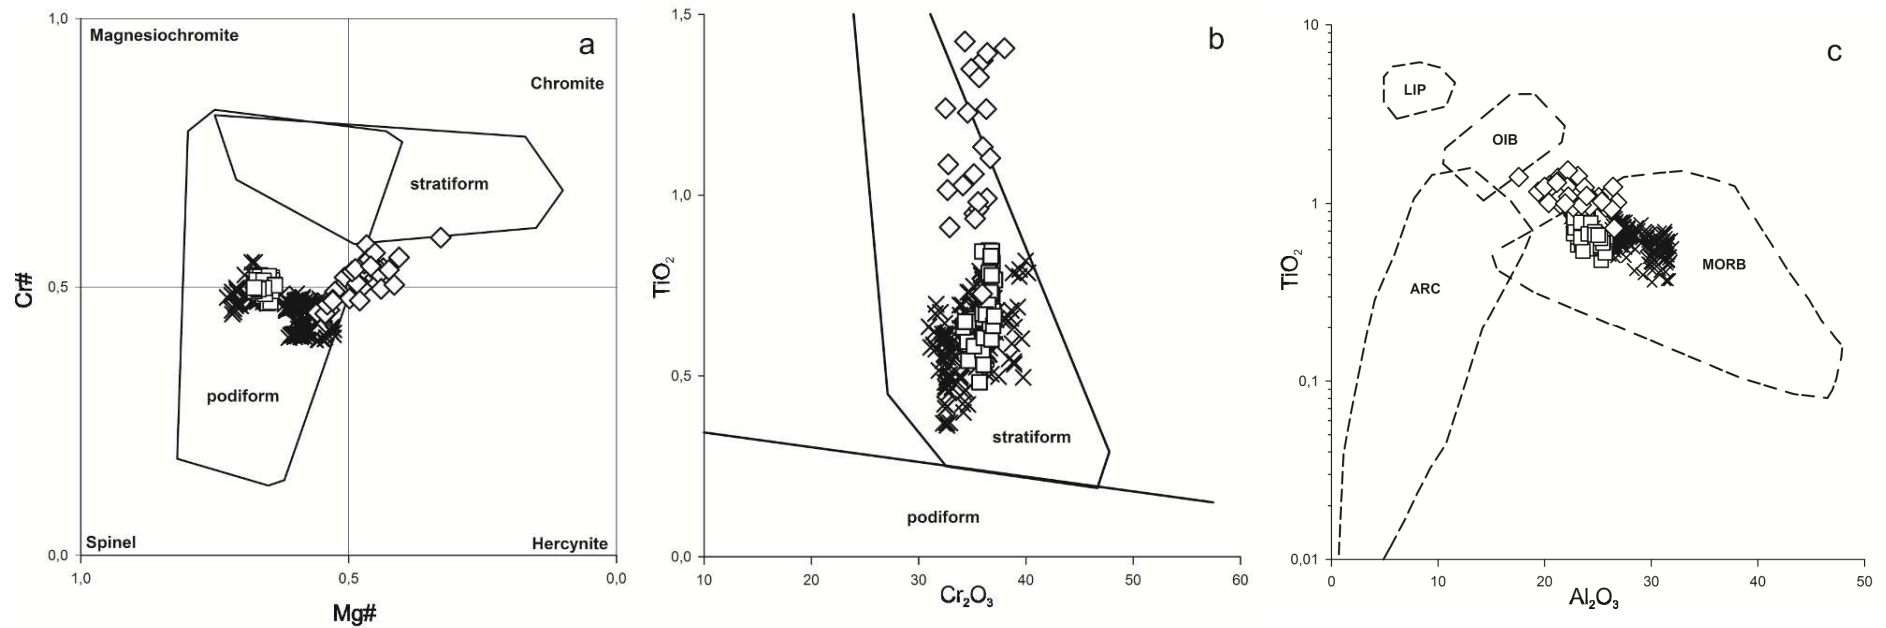 1,0
Magnesiochromite
a
Chromite
stratiform
Cr#
0,5
podiform
Spinel
Hercynite
0,0
1,0
0,5
0,0
Mg#
1,5
b
TiO₂
1,0
0,5
stratiform
podiform
0,0
10
20
30
40
50
60
Cr₂O₃
10
c
LIP
OIB
1
TiO₂
ARC
MORB
0,1
0,01
0
10
20
30
40
50
Al₂O₃